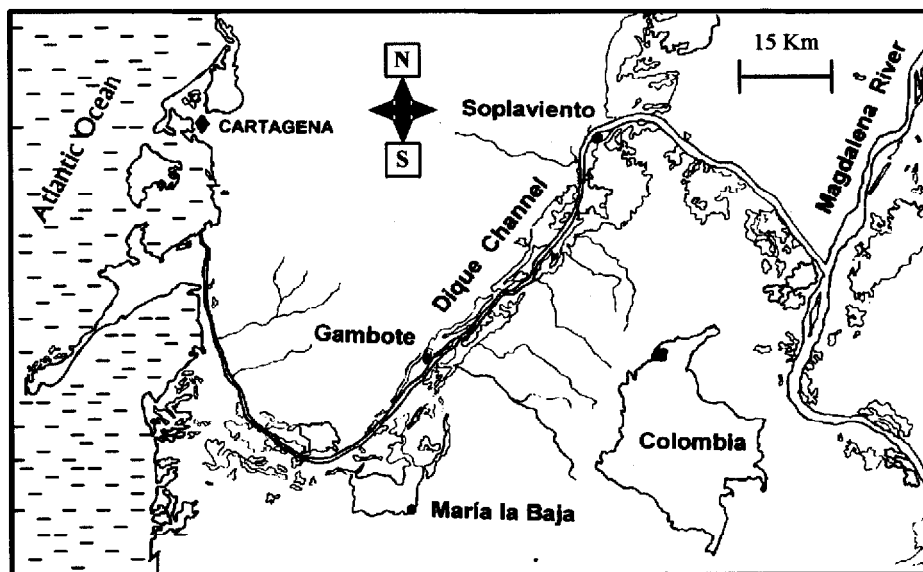 N
15 Km
Soplaviento
CARTAGENA
S
Atlantic Ocean
Magdalena River
Dique Channel
Gambote
Colombia
María la Baja